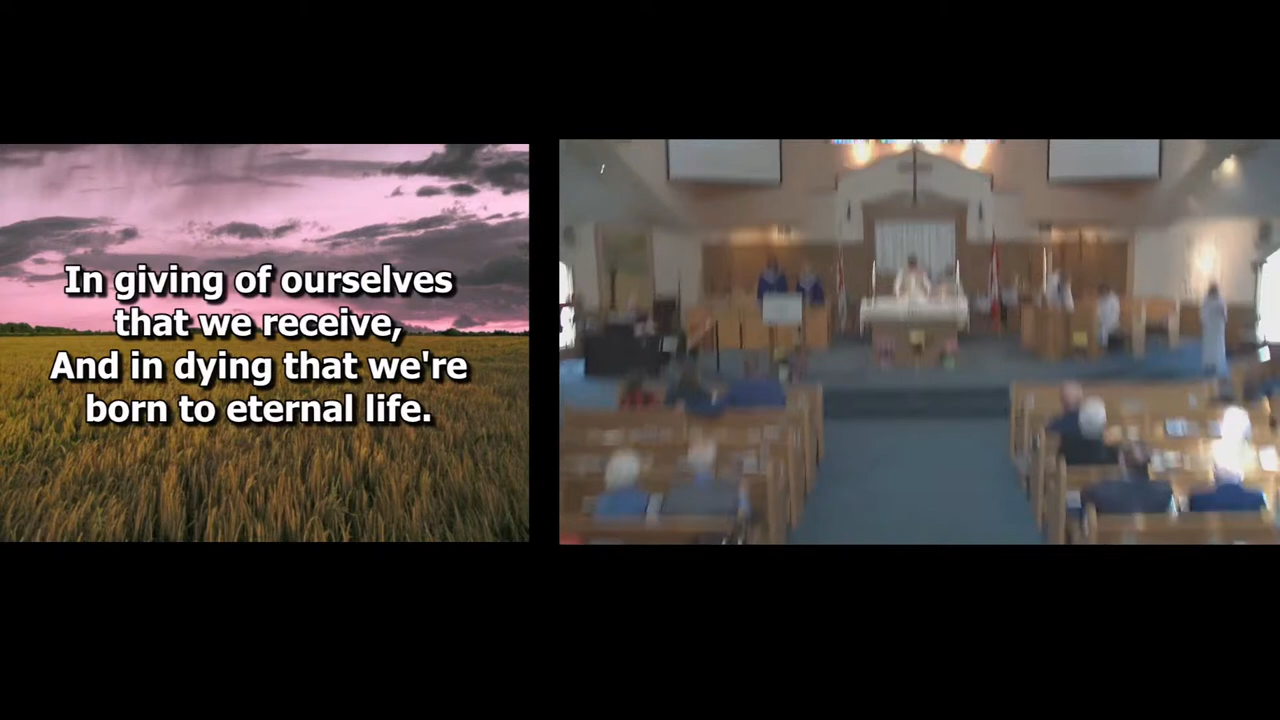 In giving of ourselves
that we receive,
And in dying that we're
born to eternal life.